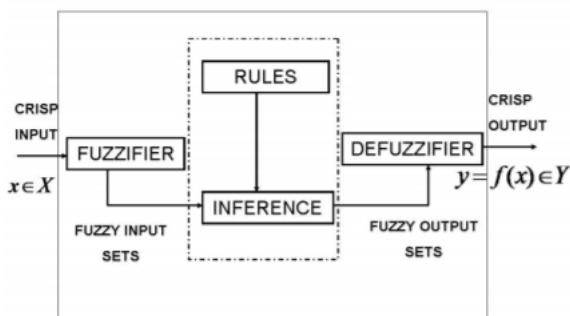 RULES
CRISP
INPUT
x∈X
FUZZIFIER
FUZZY INPUT
SETS
INFERENCE
DEFUZZIFIER
FUZZY OUTPUT
SETS
CRISP
OUTPUT
y=f(x)∈Y